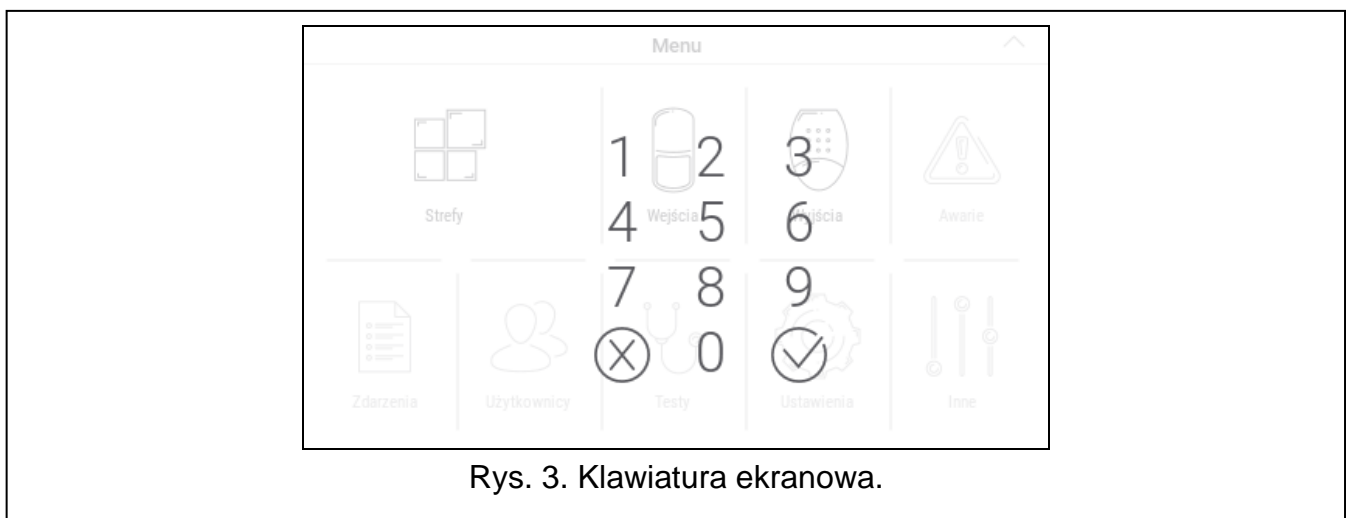 Menu
1 2 3
Strefy Wejścia Wyjścia Awarie
4 5 6
7 8 9
0
Zdarzenia Użytkownicy Testy Ustawienia Inne
Rys. 3. Klawiatura ekranowa.